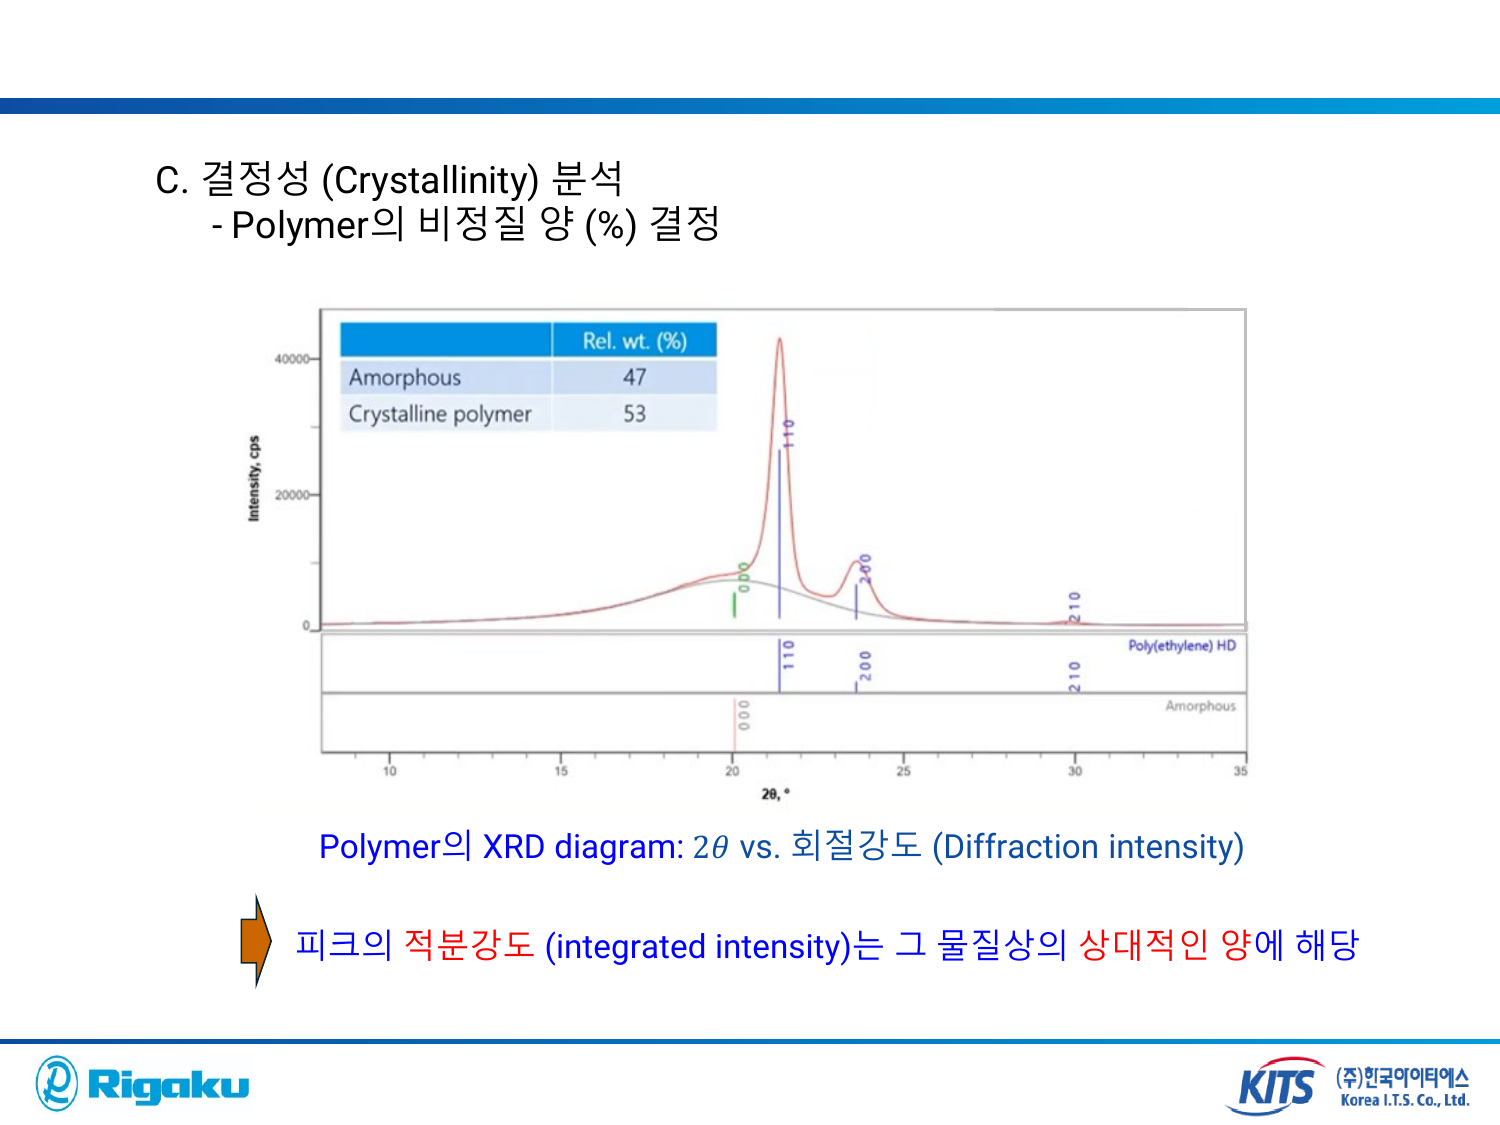 C. 결정성 (Crystallinity) 분석
- Polymer의 비정질 양 (%) 결정
Rel. wt. (%)
Amorphous 47
Crystalline polymer 53
Intensity, cps
40000
20000
0
110
000
200
210
Poly(ethylene) HD
110
200
210
Amorphous
000
10 15 20 25 30 35
2θ, °
Polymer의 XRD diagram: 2θ vs. 회절강도 (Diffraction intensity)
피크의 적분강도 (integrated intensity)는 그 물질상의 상대적인 양에 해당
Rigaku
KITS
(주)한국아이티에스
Korea I.T.S. Co., Ltd.